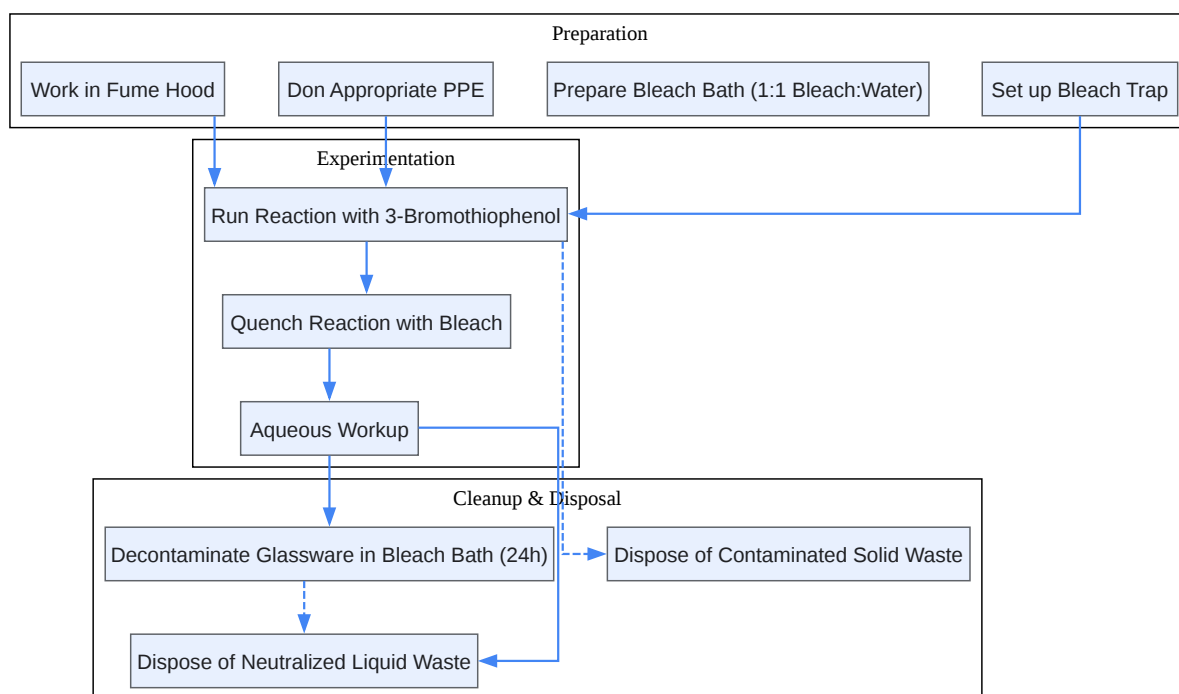 Preparation
Work in Fume Hood
Don Appropriate PPE
Prepare Bleach Bath (1:1 Bleach:Water)
Set up Bleach Trap
Experimentation
Run Reaction with 3-Bromothiophenol
Quench Reaction with Bleach
Aqueous Workup
Cleanup & Disposal
Decontaminate Glassware in Bleach Bath (24h)
Dispose of Contaminated Solid Waste
Dispose of Neutralized Liquid Waste